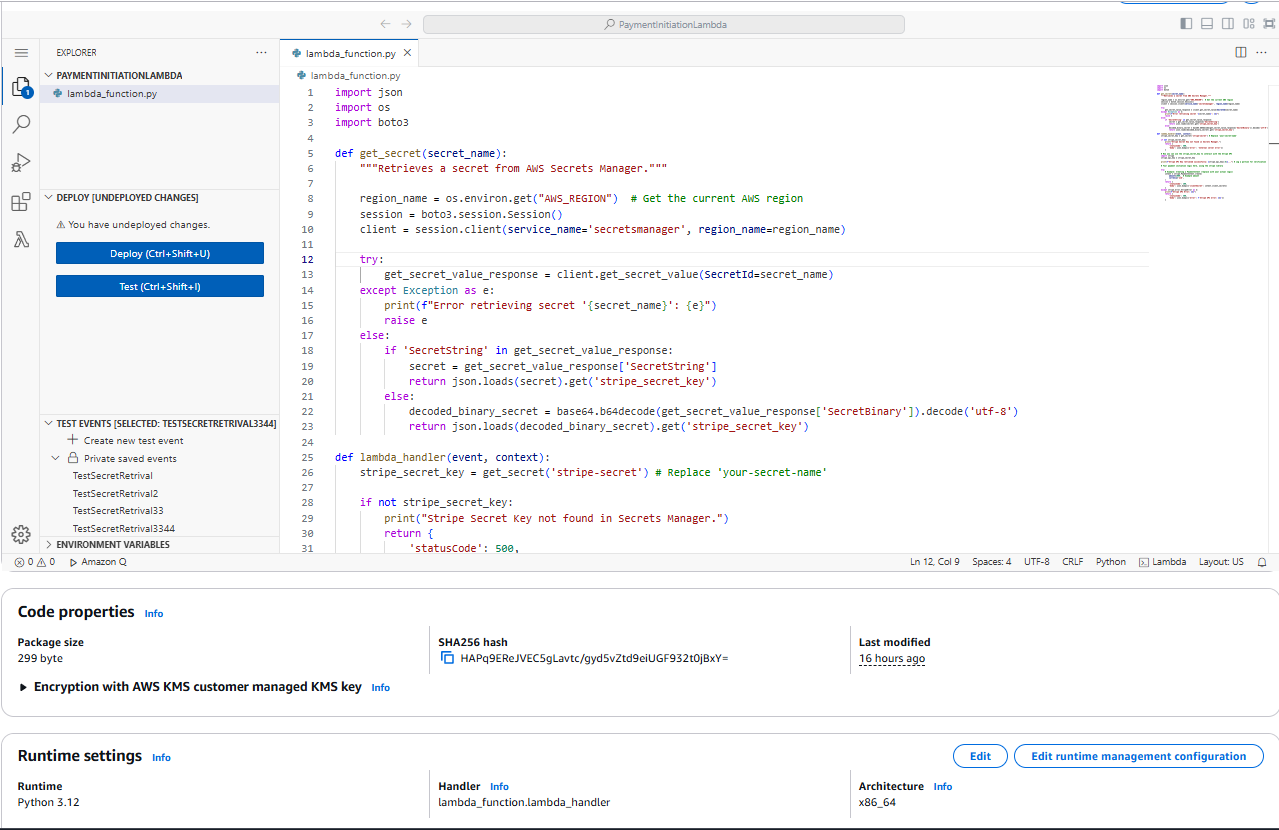 PaymentInitiationLambda
EXPLORER
PAYMENTINITIATIONLAMBDA
lambda_function.py
1
DEPLOY [UNDEPLOYED CHANGES]
You have undeployed changes.
Deploy (Ctrl+Shift+U)
Test (Ctrl+Shift+I)
TEST EVENTS [SELECTED: TESTSECRETRETRIVAL3344]
Create new test event
Private saved events
TestSecretRetrival
TestSecretRetrival2
TestSecretRetrival33
TestSecretRetrival3344
ENVIRONMENT VARIABLES
lambda_function.py
lambda_function.py
1 import json
2 import os
3 import boto3
4
5 def get_secret(secret_name):
6     """Retrieves a secret from AWS Secrets Manager."""
7
8     region_name = os.environ.get("AWS_REGION")  # Get the current AWS region
9     session = boto3.session.Session()
10     client = session.client(service_name='secretsmanager', region_name=region_name)
11
12     try:
13         get_secret_value_response = client.get_secret_value(SecretId=secret_name)
14     except Exception as e:
15         print(f"Error retrieving secret '{secret_name}': {e}")
16         raise e
17     else:
18         if 'SecretString' in get_secret_value_response:
19             secret = get_secret_value_response['SecretString']
20             return json.loads(secret).get('stripe_secret_key')
21         else:
22             decoded_binary_secret = base64.b64decode(get_secret_value_response['SecretBinary']).decode('utf-8')
23             return json.loads(decoded_binary_secret).get('stripe_secret_key')
24
25 def lambda_handler(event, context):
26     stripe_secret_key = get_secret('stripe-secret') # Replace 'your-secret-name'
27
28     if not stripe_secret_key:
29         print("Stripe Secret Key not found in Secrets Manager.")
30         return {
31             'statusCode': 500,
0 0 Amazon Q
Ln 12, Col 9 Spaces: 4 UTF-8 CRLF Python Lambda Layout: US
Code properties Info
Package size
299 byte
SHA256 hash
HAPq9EReJVEC5gLavtc/gyd5vZtd9eiUGF932t0jBxY=
Last modified
16 hours ago
Encryption with AWS KMS customer managed KMS key Info
Runtime settings Info
Edit
Edit runtime management configuration
Runtime
Python 3.12
Handler Info
lambda_function.lambda_handler
Architecture Info
x86_64